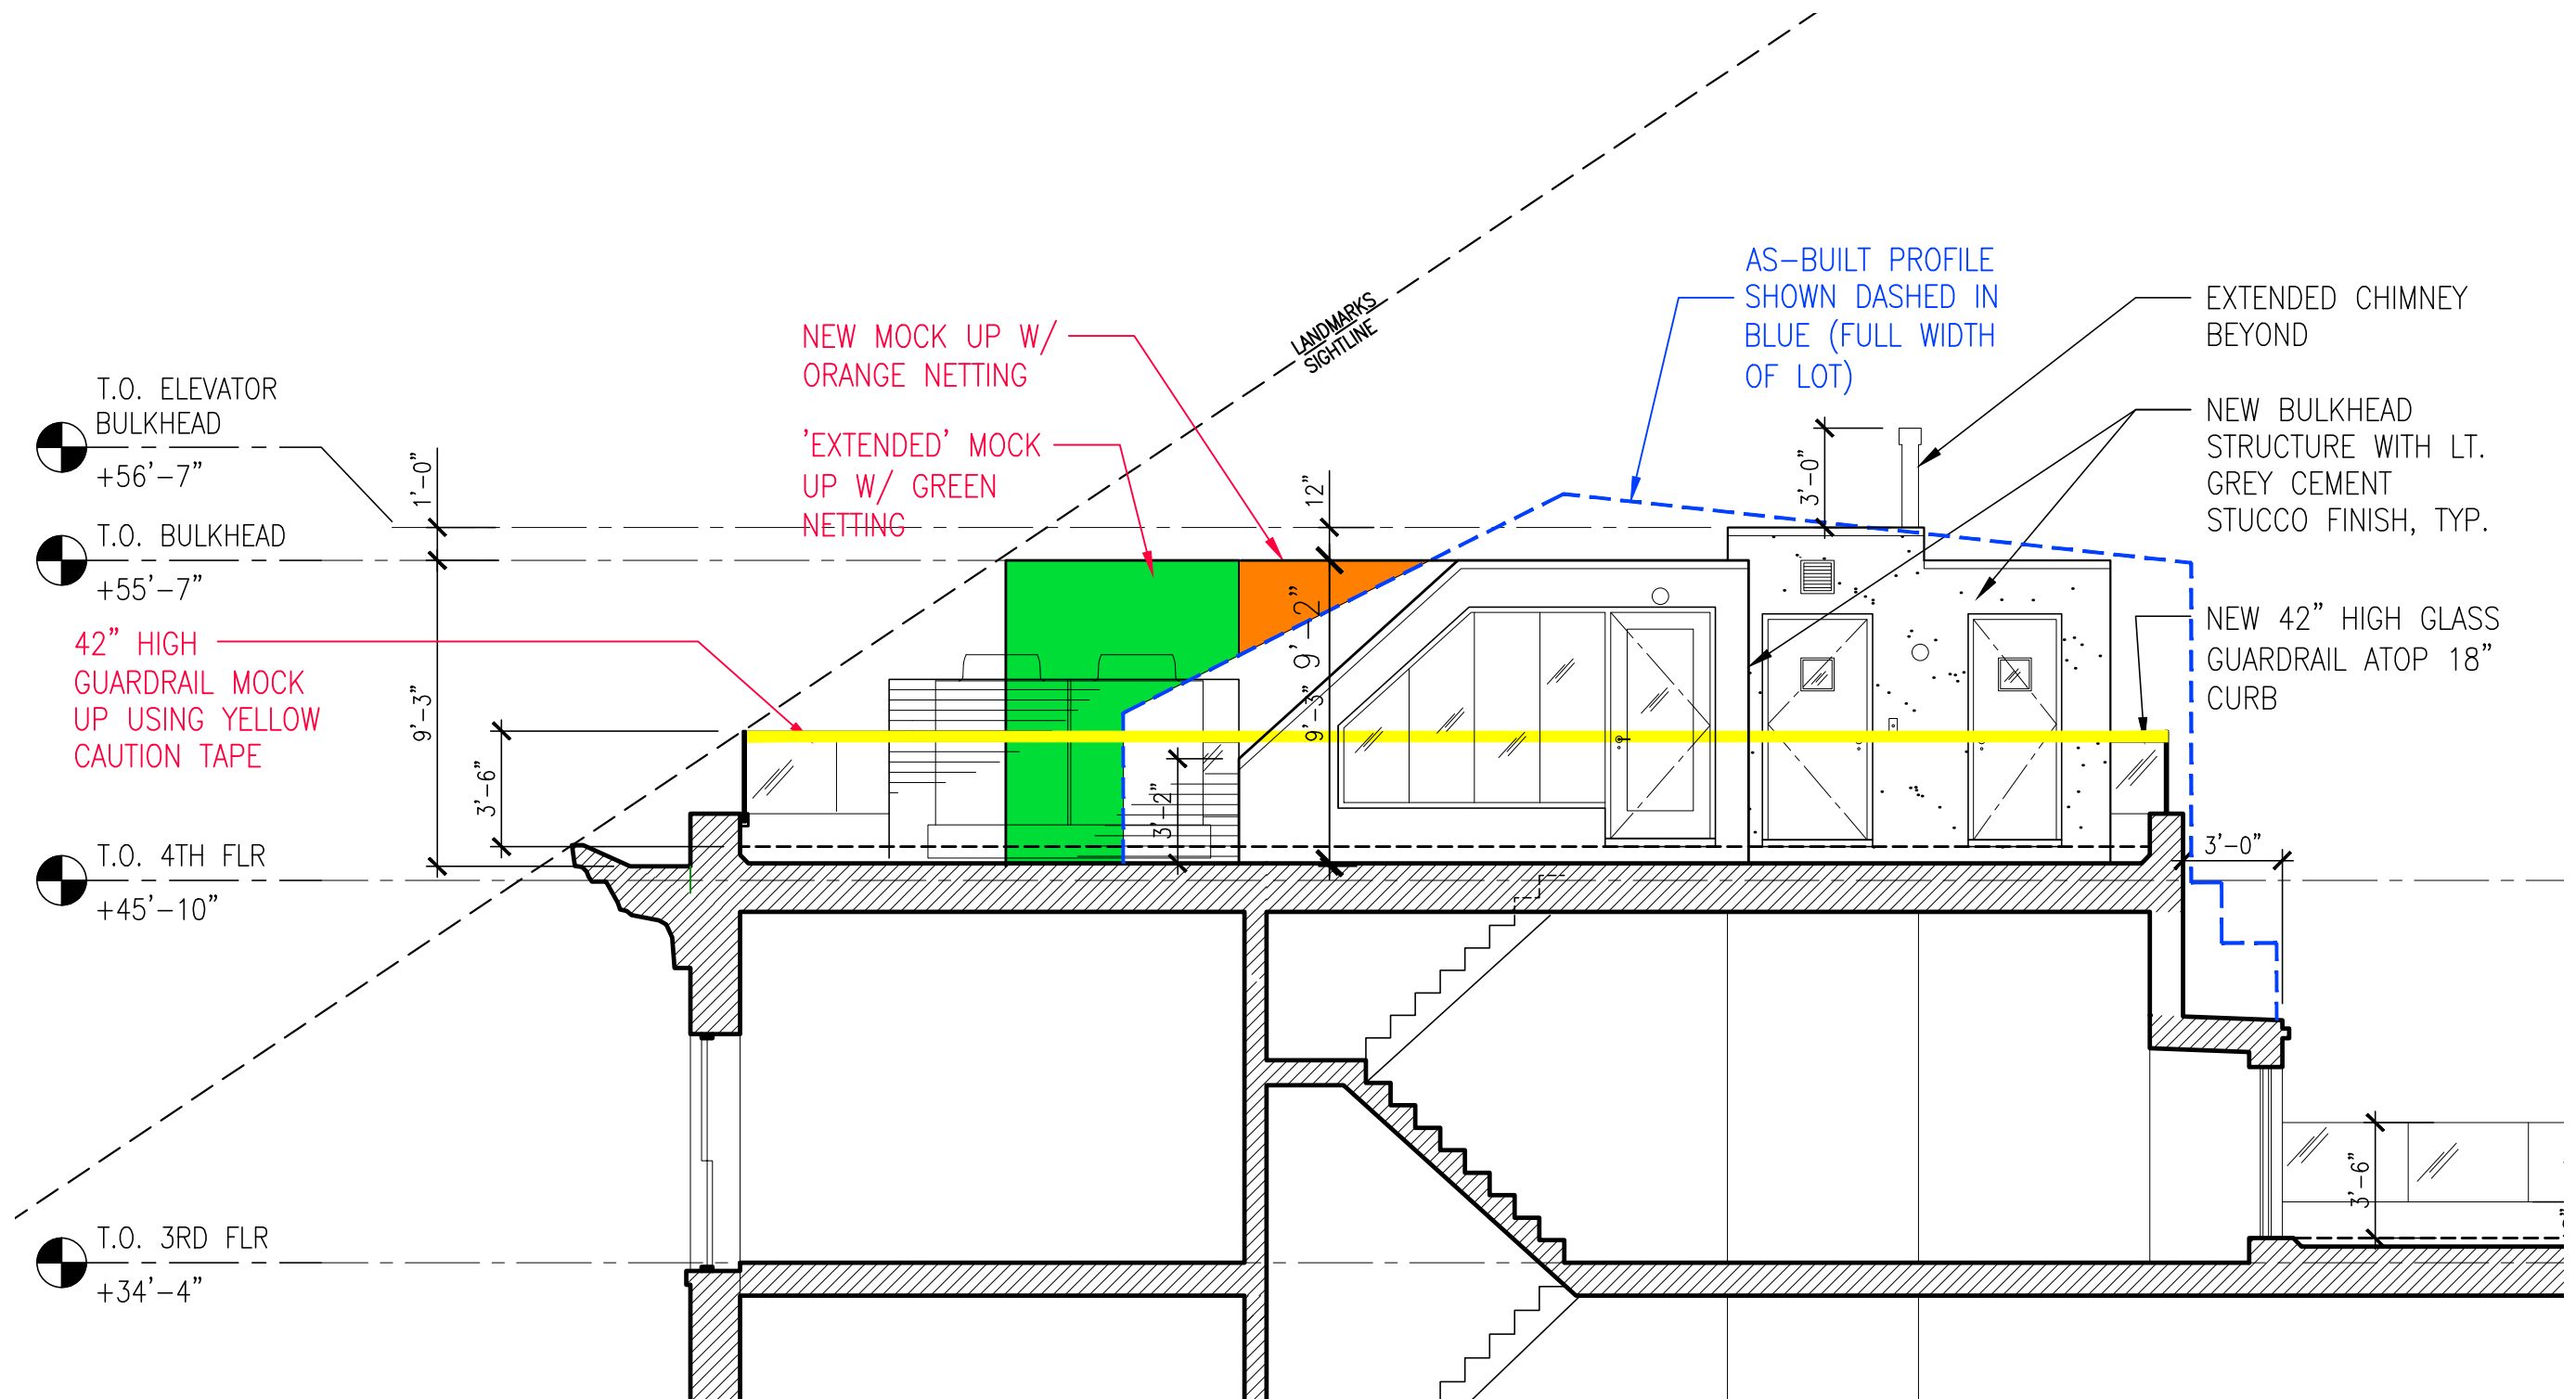 LANDMARKS
SIGHTLINE
NEW MOCK UP W/
ORANGE NETTING
'EXTENDED' MOCK
UP W/ GREEN
NETTING
AS-BUILT PROFILE
SHOWN DASHED IN
BLUE (FULL WIDTH
OF LOT)
EXTENDED CHIMNEY
BEYOND
NEW BULKHEAD
STRUCTURE WITH LT.
GREY CEMENT
STUCCO FINISH, TYP.
NEW 42" HIGH GLASS
GUARDRAIL ATOP 18"
CURB
T.O. ELEVATOR
BULKHEAD
+56'-7"
T.O. BULKHEAD
+55'-7"
42" HIGH
GUARDRAIL MOCK
UP USING YELLOW
CAUTION TAPE
T.O. 4TH FLR
+45'-10"
T.O. 3RD FLR
+34'-4"
1'-0"
9'-3"
3'-6"
12"
9'-2"
9'-3"
3'-2"
3'-0"
3'-0"
3'-6"